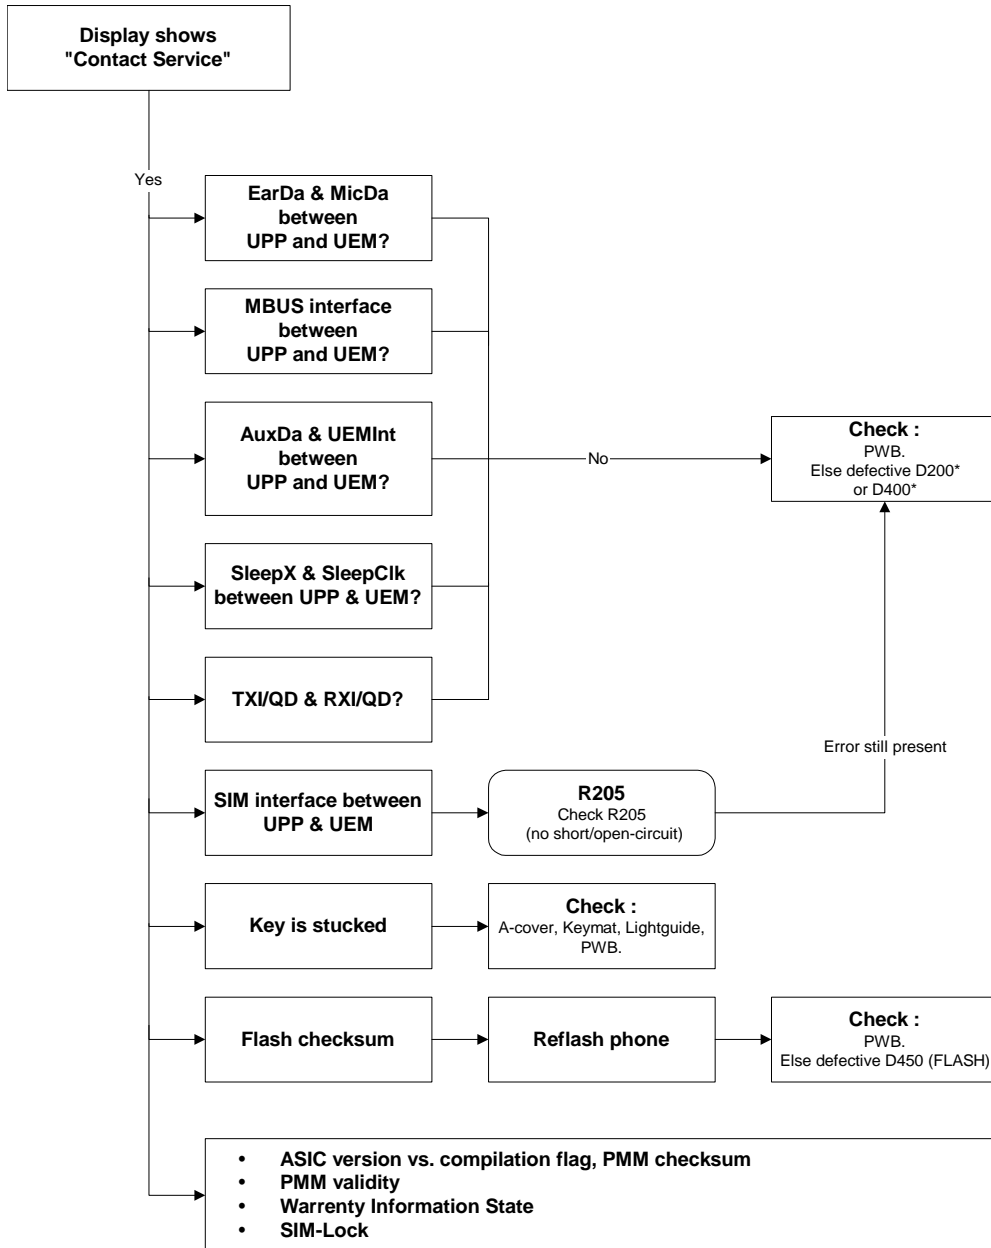 Display shows
"Contact Service"
Yes
EarDa & MicDa
between
UPP and UEM?
MBUS interface
between
UPP and UEM?
AuxDa & UEMInt
between
UPP and UEM?
No
Check :
PWB.
Else defective D200*
or D400*
SleepX & SleepClk
between UPP & UEM?
TXI/QD & RXI/QD?
Error still present
SIM interface between
UPP & UEM
R205
Check R205
(no short/open-circuit)
Key is stucked
Check :
A-cover, Keymat, Lightguide,
PWB.
Flash checksum
Reflash phone
Check :
PWB.
Else defective D450 (FLASH)
• ASIC version vs. compilation flag, PMM checksum
• PMM validity
• Warrenty Information State
• SIM-Lock